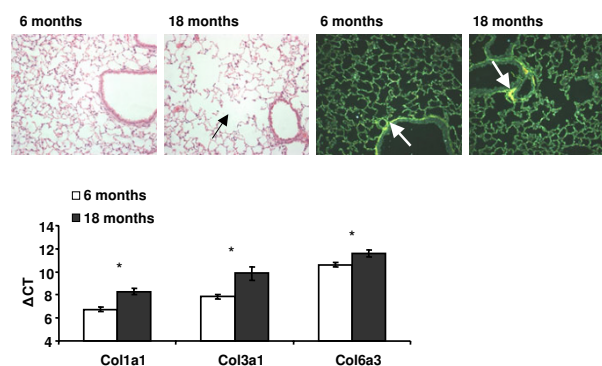 6 months
18 months
6 months
18 months
6 months
18 months
14
12
10
8
6
4
ΔCT
*
*
*
Col1a1
Col3a1
Col6a3